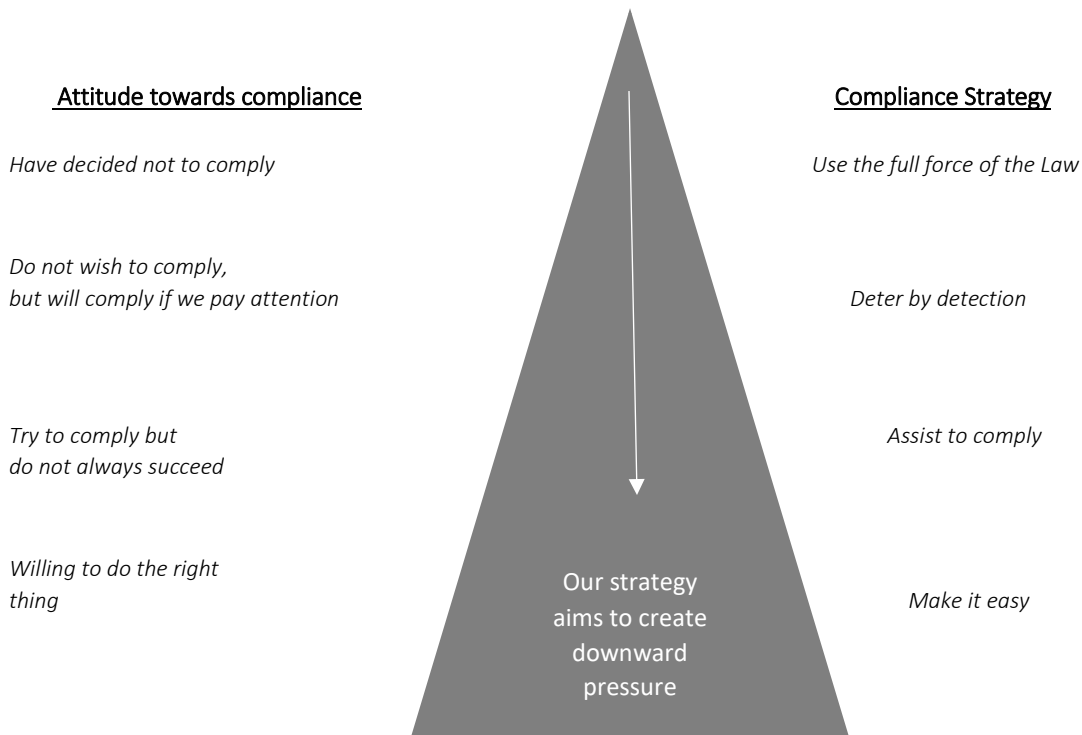 Attitude towards compliance
Compliance Strategy
Have decided not to comply
Use the full force of the Law
Do not wish to comply,
but will comply if we pay attention
Deter by detection
Try to comply but
do not always succeed
Assist to comply
Willing to do the right
thing
Make it easy
Our strategy
aims to create
downward
pressure